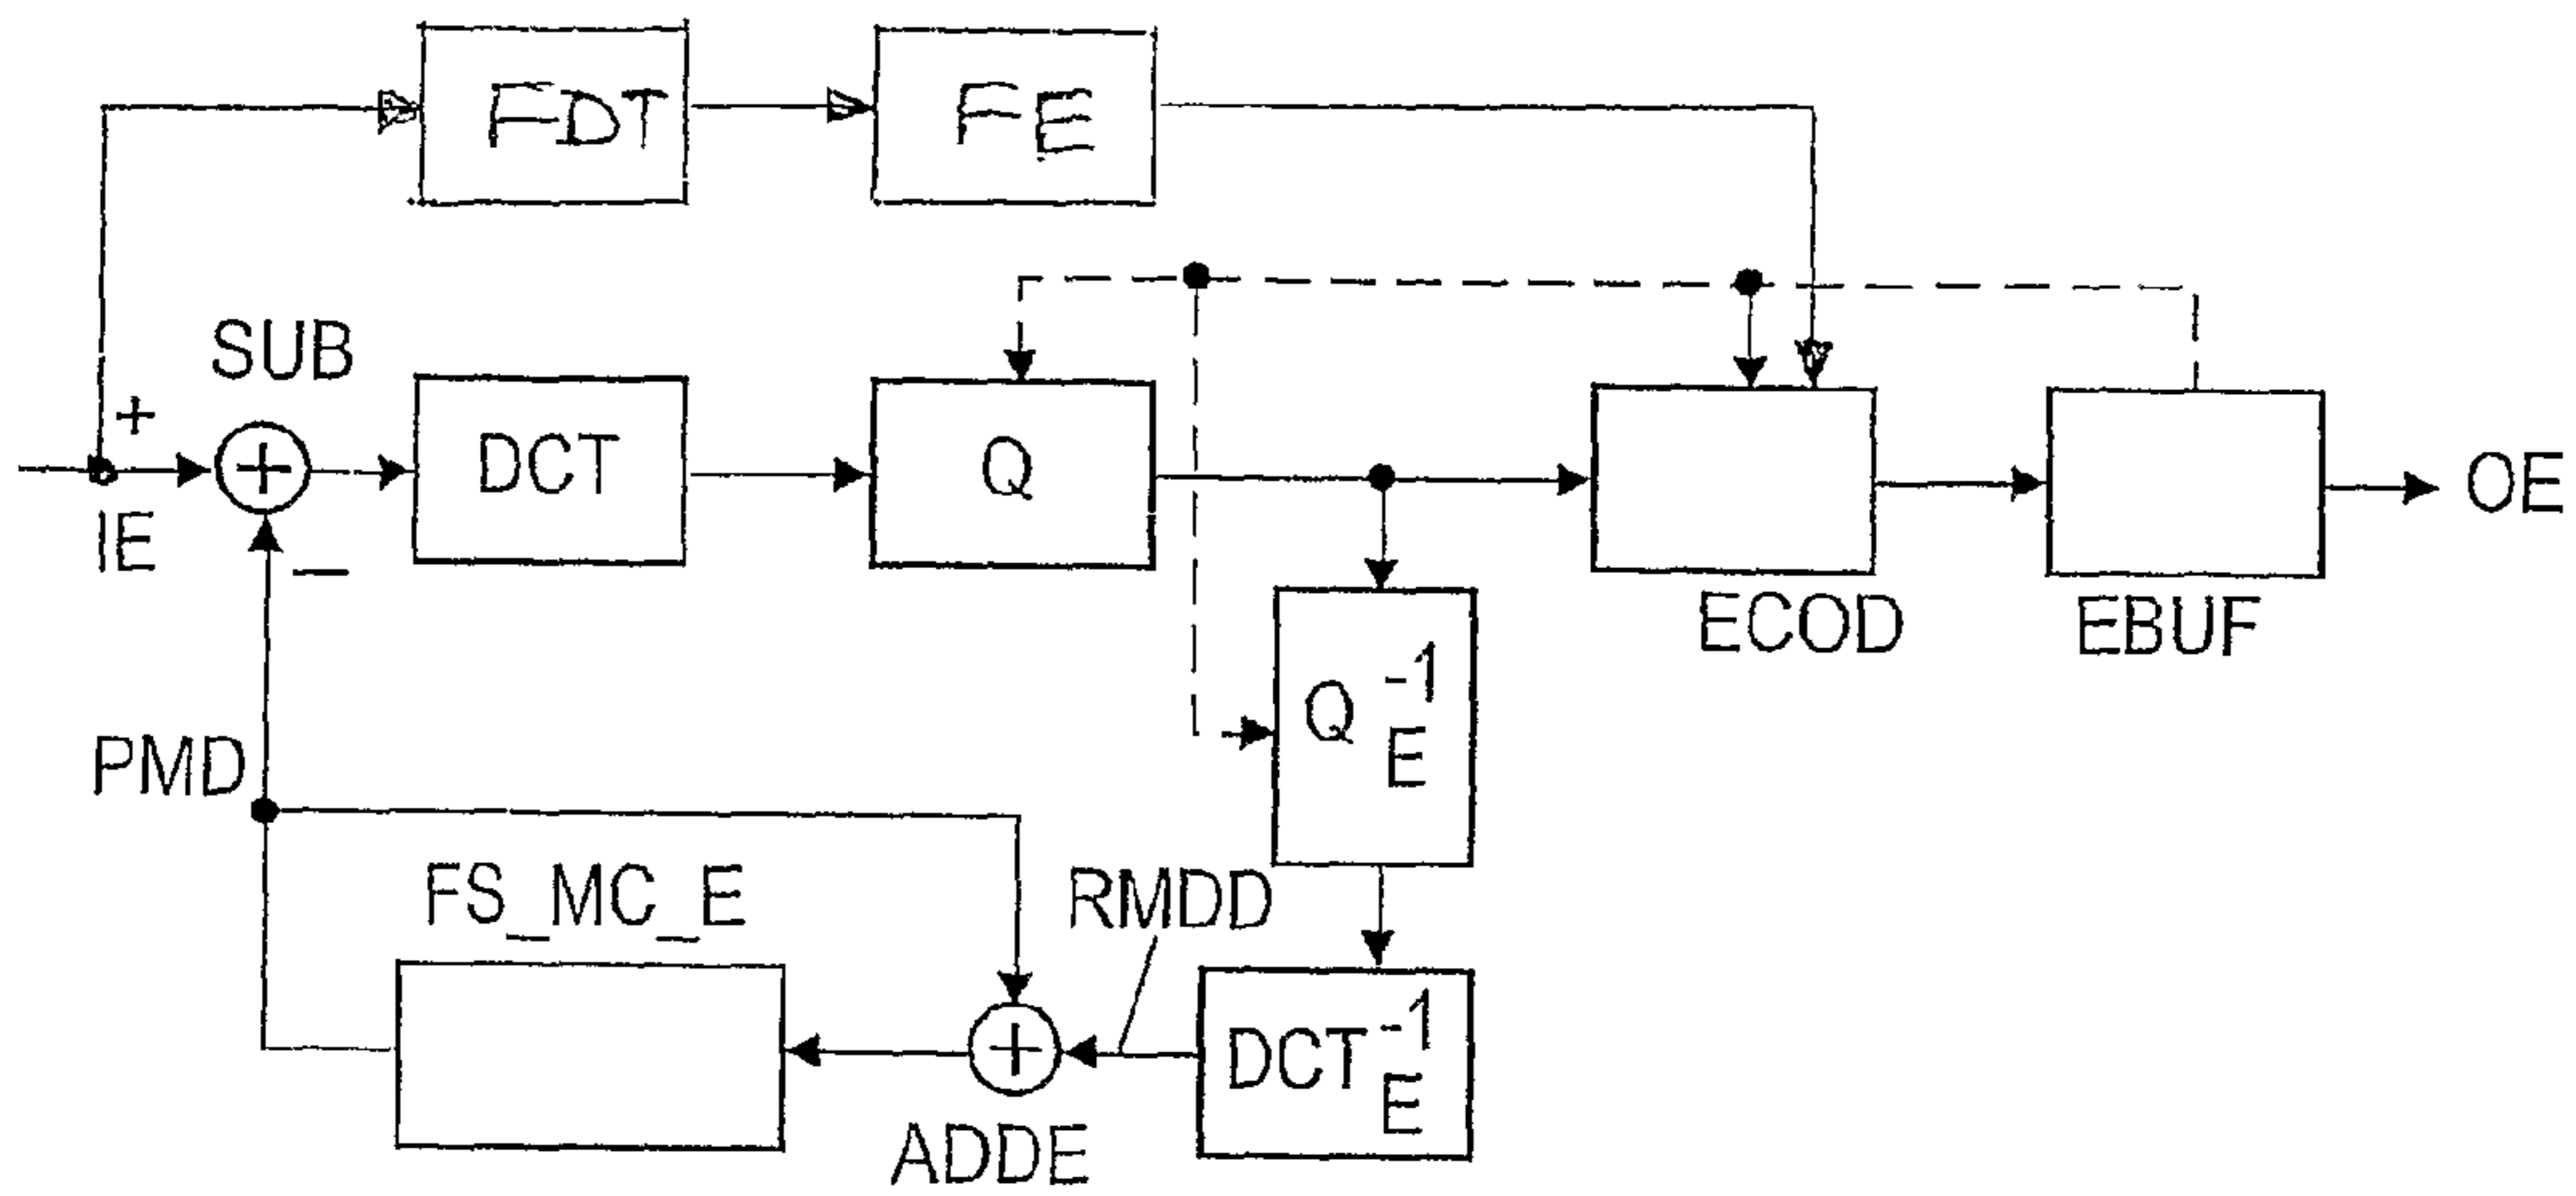 FDT
FE
SUB
+
IE
+
DCT
Q
OE
–
ECOD
EBUF
Q -1 E
PMD
FS_MC_E
RMDD
+
DCT -1 E
ADDE